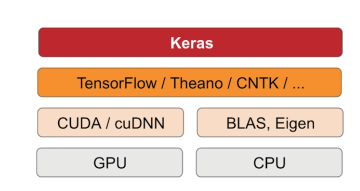 Keras
TensorFlow / Theano / CNTK / ...
CUDA / cuDNN
BLAS, Eigen
GPU
CPU